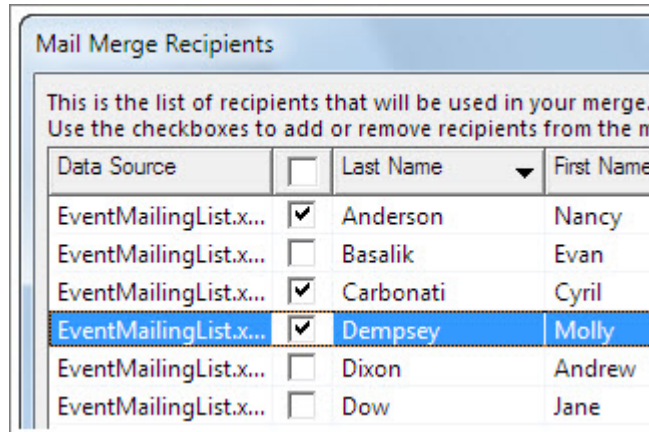 Mail Merge Recipients
This is the list of recipients that will be used in your merge.
Use the checkboxes to add or remove recipients from the m
Data Source Last Name First Name
EventMailingList.x... Anderson Nancy
EventMailingList.x... Basalik Evan
EventMailingList.x... Carbonati Cyril
EventMailingList.x... Dempsey Molly
EventMailingList.x... Dixon Andrew
EventMailingList.x... Dow Jane